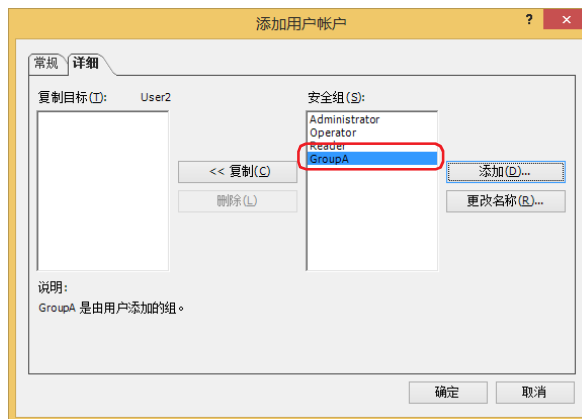 添加用户帐户
? ×
常规 详细
复制目标(T): User2
安全组(S):
Administrator
Operator
Reader
GroupA
<< 复制(C)
删除(L)
添加(D)...
更改名称(R)...
说明:
GroupA 是由用户添加的组。
确定 取消